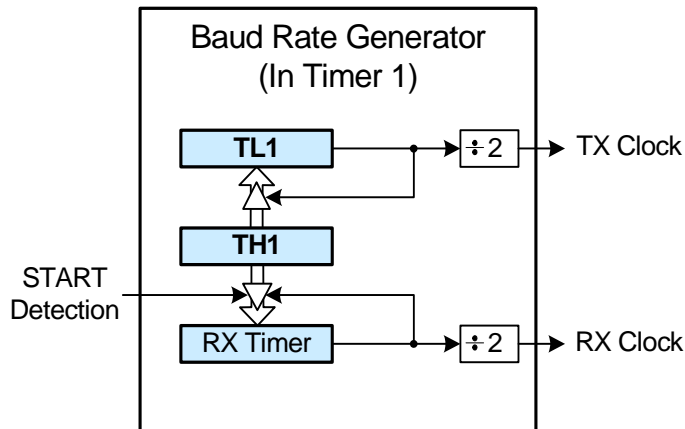 Baud Rate Generator
(In Timer 1)
TL1
÷2
TX Clock
TH1
START
Detection
RX Timer
÷2
RX Clock